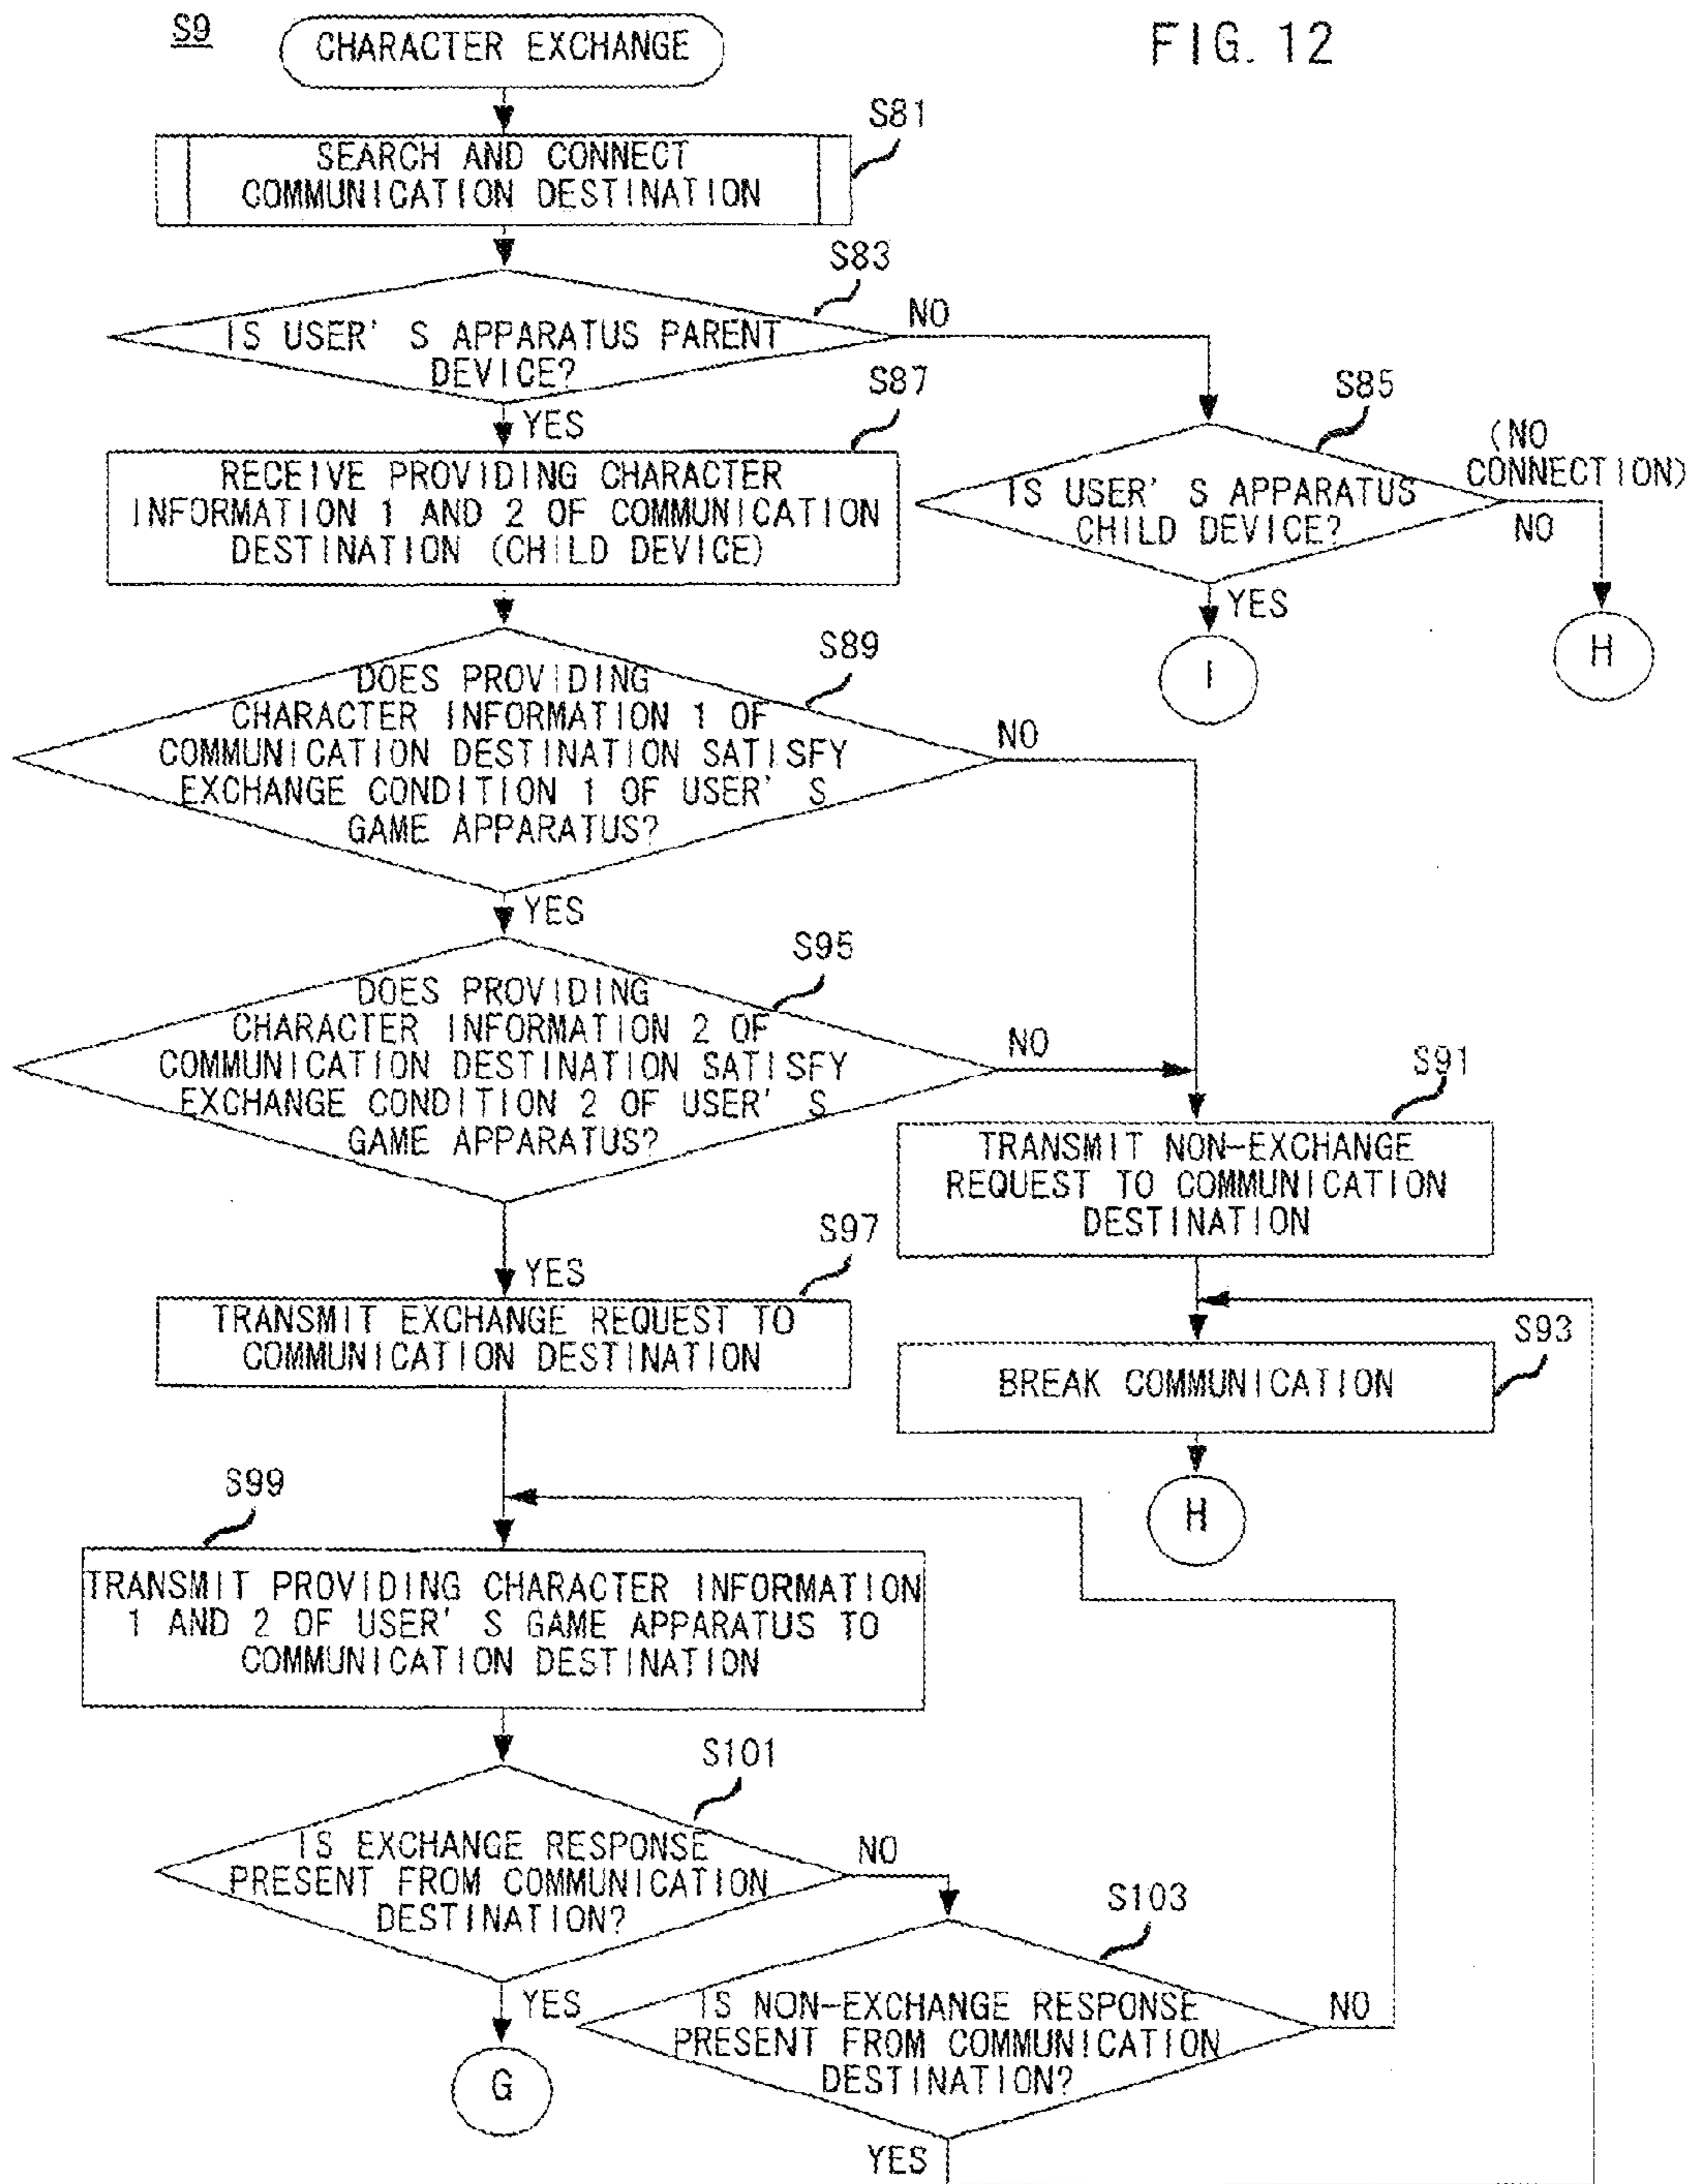 S9
CHARACTER EXCHANGE
FIG. 12
S81
SEARCH AND CONNECT
COMMUNICATION DESTINATION
S83
IS USER'S APPARATUS PARENT
DEVICE?
NO
YES
S87
RECEIVE PROVIDING CHARACTER
INFORMATION 1 AND 2 OF COMMUNICATION
DESTINATION (CHILD DEVICE)
S85
IS USER'S APPARATUS
CHILD DEVICE?
(NO
CONNECTION)
NO
YES
I
H
S89
DOES PROVIDING
CHARACTER INFORMATION 1 OF
COMMUNICATION DESTINATION SATISFY
EXCHANGE CONDITION 1 OF USER'S
GAME APPARATUS?
NO
YES
S95
DOES PROVIDING
CHARACTER INFORMATION 2 OF
COMMUNICATION DESTINATION SATISFY
EXCHANGE CONDITION 2 OF USER'S
GAME APPARATUS?
NO
YES
S91
TRANSMIT NON-EXCHANGE
REQUEST TO COMMUNICATION
DESTINATION
S97
TRANSMIT EXCHANGE REQUEST TO
COMMUNICATION DESTINATION
S93
BREAK COMMUNICATION
H
S99
TRANSMIT PROVIDING CHARACTER INFORMATION
1 AND 2 OF USER'S GAME APPARATUS TO
COMMUNICATION DESTINATION
S101
IS EXCHANGE RESPONSE
PRESENT FROM COMMUNICATION
DESTINATION?
NO
YES
G
S103
IS NON-EXCHANGE RESPONSE
PRESENT FROM COMMUNICATION
DESTINATION?
NO
YES